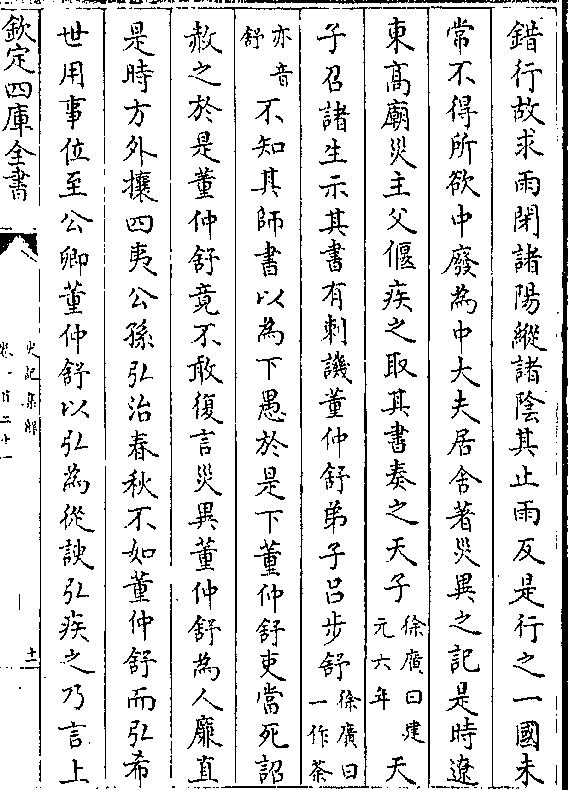 錯行故求雨閉諸陽縱諸陰其止雨反是行之一國未
常不得所欲中廢為中大夫居舍著災異之記是時遼
東髙廟災主父偃疾之取其書奏之天子徐廣曰建元六年天
子召諸生示其書有刺譏董仲舒弟子吕步舒徐廣曰一作荼
亦音舒不知其師書以為下愚於是下董仲舒吏當死詔
赦之於是董仲舒竟不敢復言災異董仲舒為人廉直
是時方外攘四夷公孫弘治春秋不如董仲舒而弘希
世用事位至公卿董仲舒以弘為從諛弘疾之乃言上
欽定四庫全書
史記集解
卷一百二十一
十二